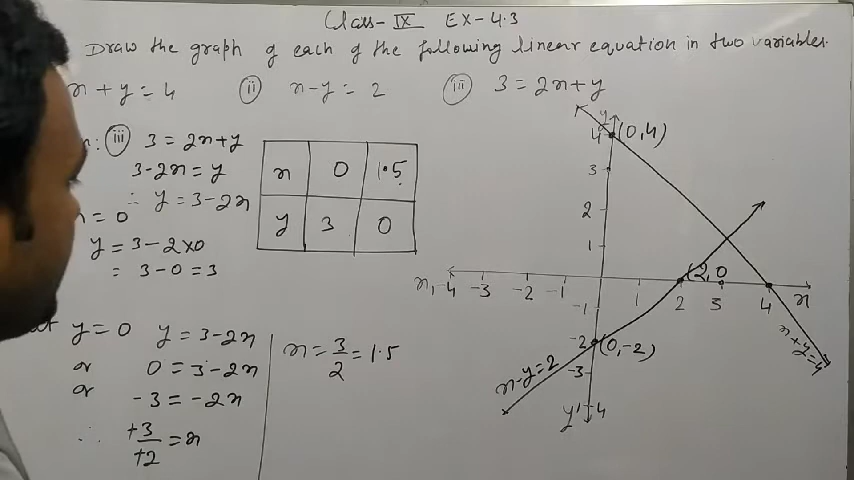 Class- IX EX-4.3
Draw the graph of each of the following linear equation in two variables.
x + y = 4 (ii) x-y = 2 (iii) 3 = 2x+y
(iii) 3 = 2x+y
3-2x = y
∴ y = 3-2x
= 0
y = 3-2×0
= 3-0 = 3
x 0 1.5
y 3 0
y = 0 y = 3-2x
or 0 = 3-2x
or -3 = -2x
∴ +3/+2 = x
x = 3/2 = 1.5
y
4 (0,4)
3
2
1
(2,0
x, -4 -3 -2 -1 1 2 3 4 x
-1
-2 (0,-2)
-3
y' -4
x-y=2
x+y=4